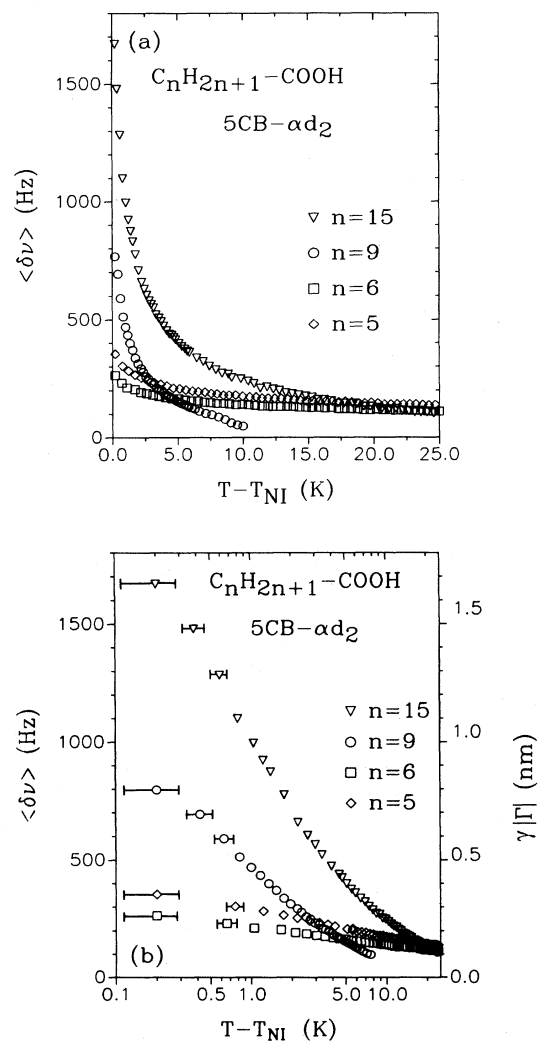 (a)
CnH2n+1−COOH
5CB−αd2
1500
1000
500
0
<δν> (Hz)
n=15
n=9
n=6
n=5
0.0 5.0 10.0 15.0 20.0 25.0
T−TNI (K)
CnH2n+1−COOH
5CB−αd2
1500
1000
500
0
<δν> (Hz)
n=15
n=9
n=6
n=5
1.5
1.0
0.5
0.0
γ|Γ| (nm)
(b)
0.1 0.5 1.0 5.0 10.0
T−TNI (K)